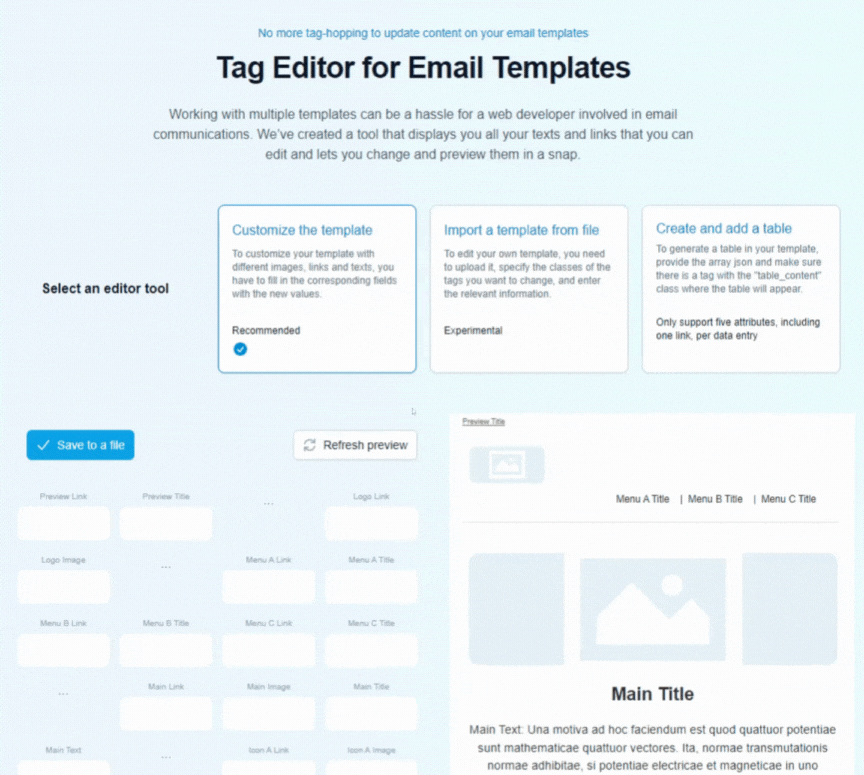 No more tag-hopping to update content on your email templates
Tag Editor for Email Templates
Working with multiple templates can be a hassle for a web developer involved in email
communications. We've created a tool that displays you all your texts and links that you can
edit and lets you change and preview them in a snap.
Select an editor tool
Customize the template
To customize your template with
different images, links and texts, you
have to fill in the corresponding fields
with the new values.
Recommended
Import a template from file
To edit your own template, you need
to upload it, specify the classes of the
tags you want to change, and enter
the relevant information.
Experimental
Create and add a table
To generate a table in your template,
provide the array json and make sure
there is a tag with the "table_content"
class where the table will appear.
Only support five attributes, including
one link, per data entry
Save to a file
Refresh preview
Preview Link
Preview Title
...
Logo Link
Logo Image
...
Menu A Link
Menu A Title
Menu B Link
Menu B Title
Menu C Link
Menu C Title
...
Main Link
Main Image
Main Title
Main Text
...
Icon A Link
Icon A Image
Preview Title
Menu A Title | Menu B Title | Menu C Title
Main Title
Main Text: Una motiva ad hoc faciendum est quod quattuor potentiae
sunt mathematicae quattuor vectores. Ita, normae transmutationis
normae adhibitae, si potentiae electricae et magneticae in uno